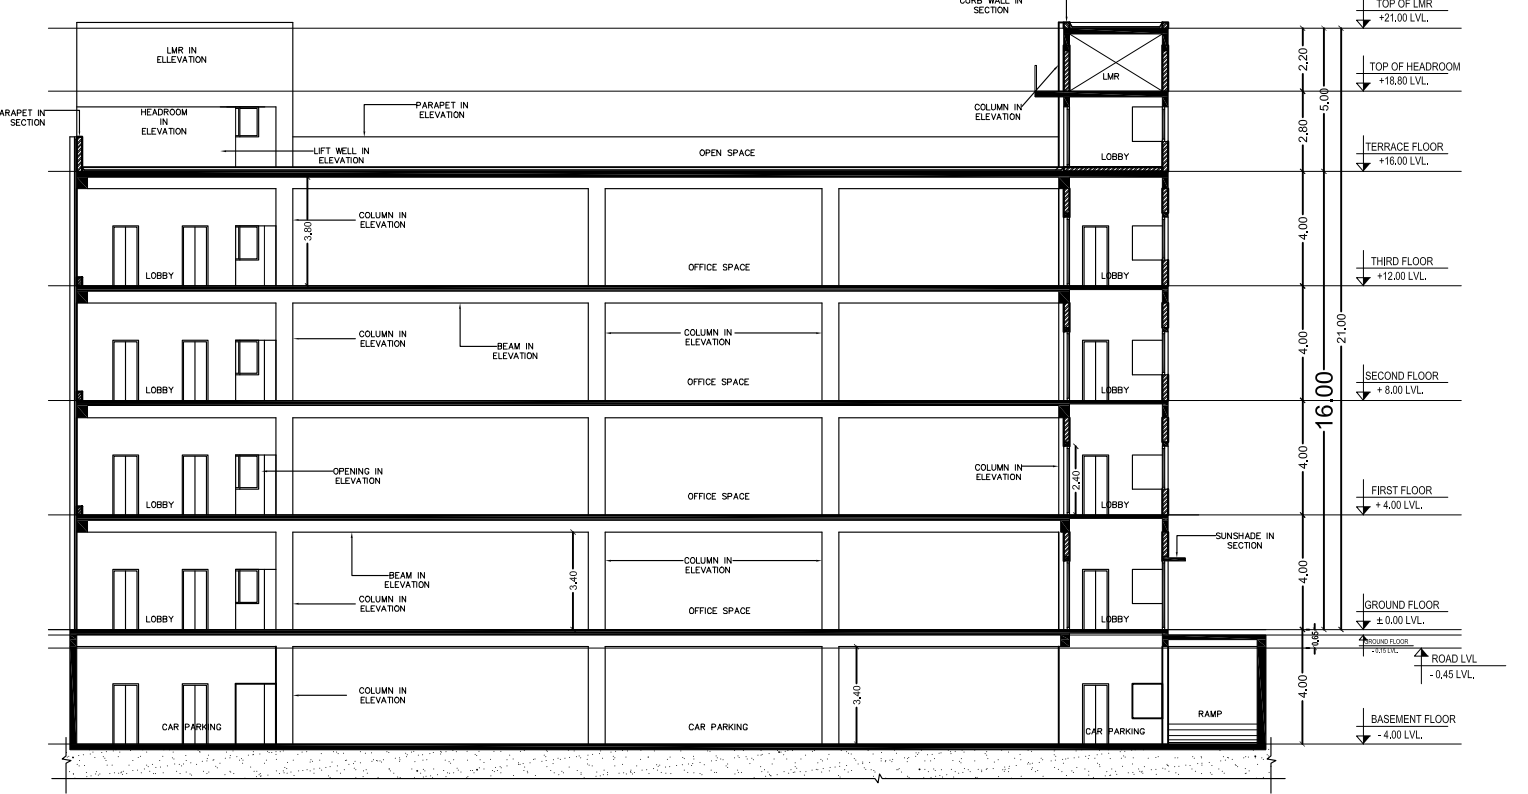 CURB WALL IN
SECTION
TOP OF LMR
+21.00 LVL.
LMR IN
ELLEVATION
2.20
TOP OF HEADROOM
+18.80 LVL.
LMR
PARAPET IN
SECTION
HEADROOM
IN
ELEVATION
PARAPET IN
ELEVATION
COLUMN IN
ELEVATION
5.00
2.80
LIFT WELL IN
ELEVATION
OPEN SPACE
LOBBY
TERRACE FLOOR
+16.00 LVL.
COLUMN IN
ELEVATION
3.80
4.00
LOBBY
OFFICE SPACE
LOBBY
THIRD FLOOR
+12.00 LVL.
COLUMN IN
ELEVATION
BEAM IN
ELEVATION
COLUMN IN
ELEVATION
4.00
21.00
LOBBY
OFFICE SPACE
LOBBY
16.00
SECOND FLOOR
+ 8.00 LVL.
OPENING IN
ELEVATION
COLUMN IN
ELEVATION
2.40
4.00
LOBBY
OFFICE SPACE
LOBBY
FIRST FLOOR
+ 4.00 LVL.
SUNSHADE IN
SECTION
BEAM IN
ELEVATION
3.40
COLUMN IN
ELEVATION
4.00
COLUMN IN
ELEVATION
LOBBY
OFFICE SPACE
LOBBY
GROUND FLOOR
± 0.00 LVL.
0.65
GROUND FLOOR
- 0.15 LVL.
ROAD LVL
- 0.45 LVL.
COLUMN IN
ELEVATION
3.40
4.00
CAR PARKING
CAR PARKING
CAR PARKING
RAMP
BASEMENT FLOOR
- 4.00 LVL.